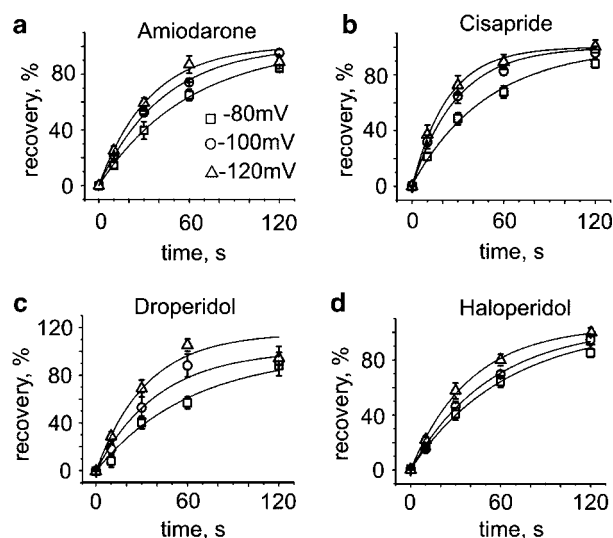 a
Amiodarone
recovery, %
80
40
0
-80mV
-100mV
-120mV
0
60
120
time, s
b
Cisapride
recovery, %
80
40
0
0
60
120
time, s
c
Droperidol
recovery, %
120
80
40
0
0
60
120
time, s
d
Haloperidol
recovery, %
80
40
0
0
60
120
time, s